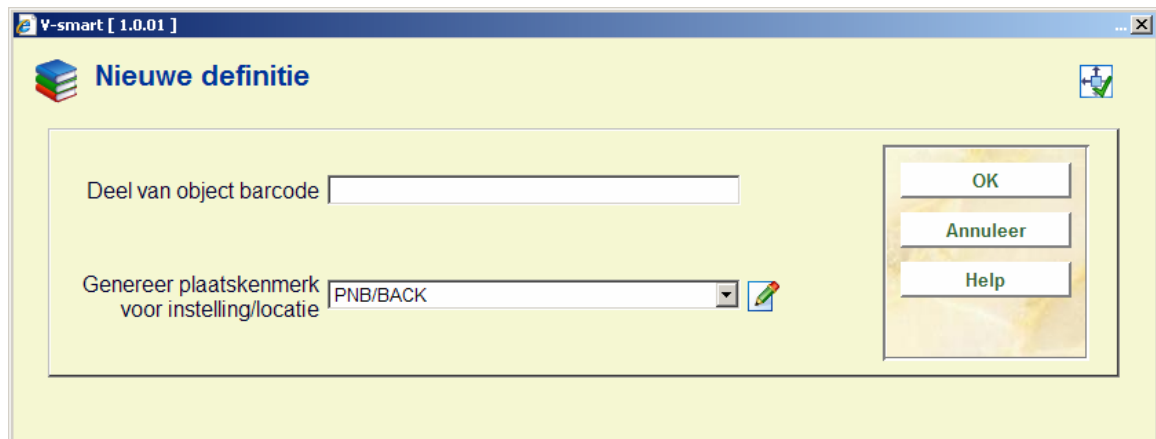 V-smart [ 1.0.01 ]
...
Nieuwe definitie
Deel van object barcode
OK
Annuleer
Genereer plaatskenmerk
voor instelling/locatie
PNB/BACK
Help